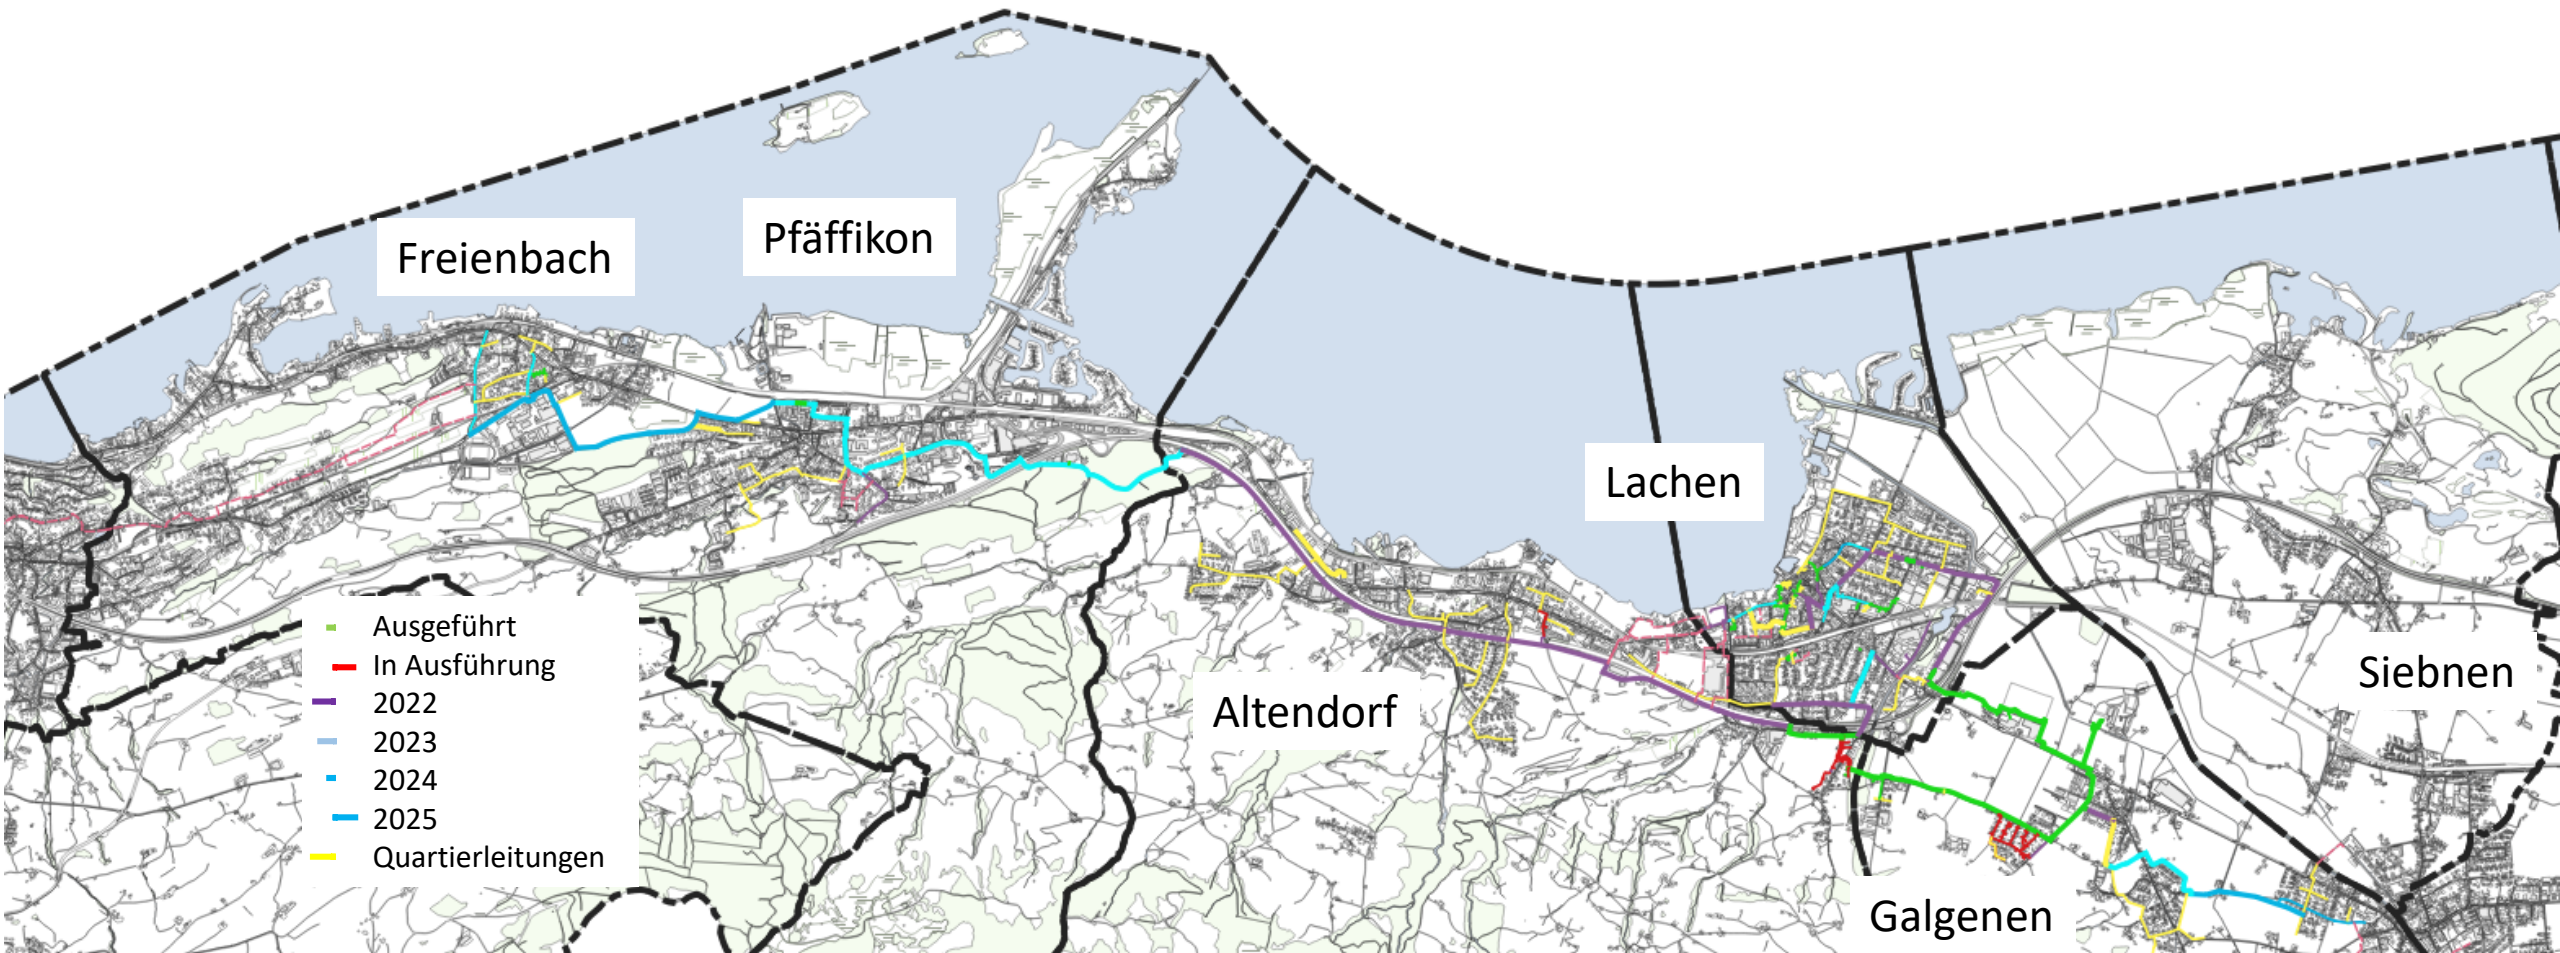 Freienbach
Pfäffikon
Lachen
Altendorf
Siebnen
Galgenen
Ausgeführt
In Ausführung
2022
2023
2024
2025
Quartierleitungen